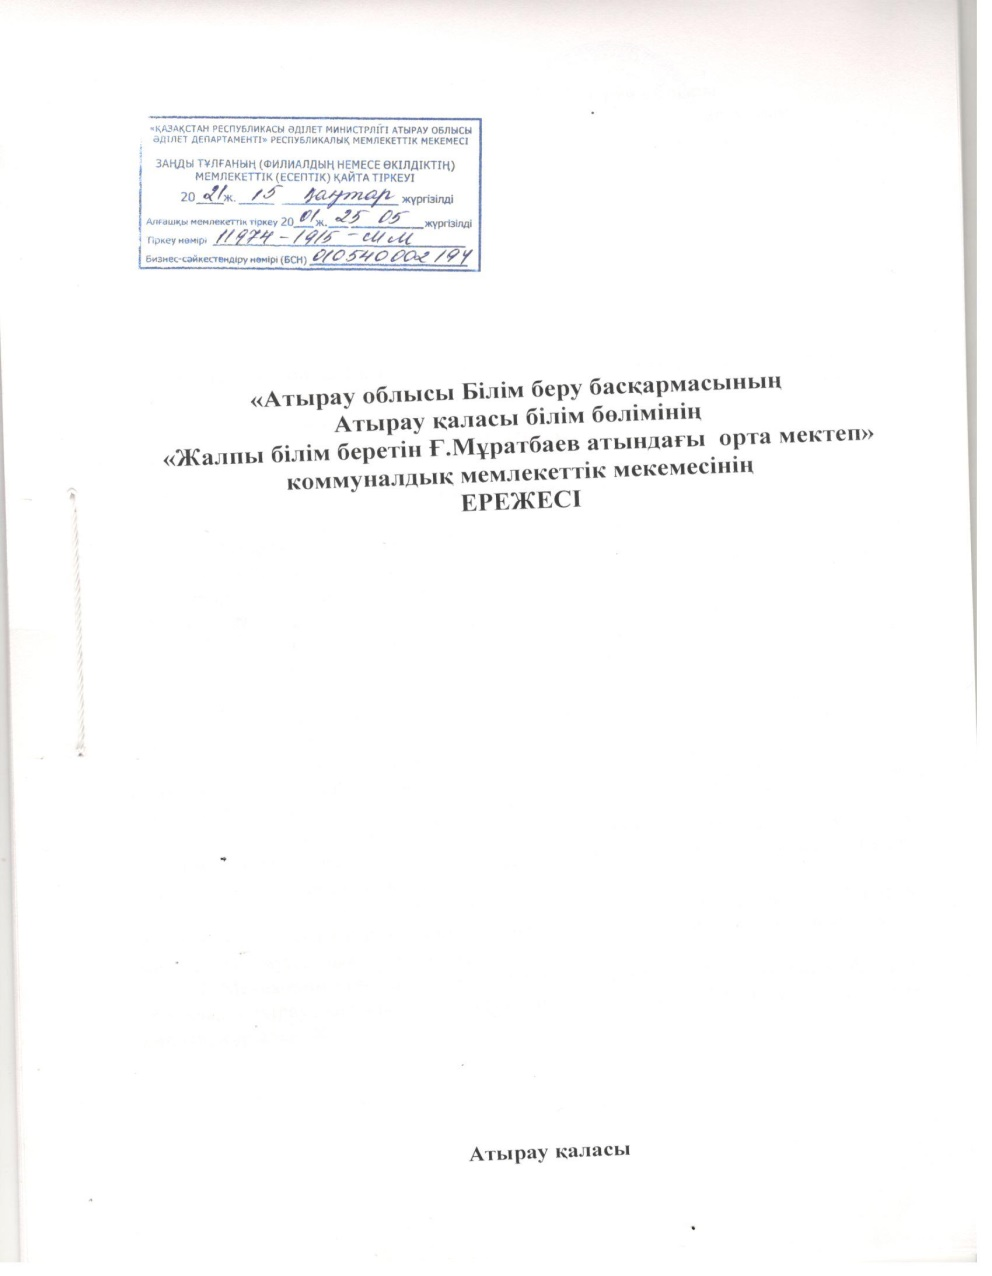 «ҚАЗАҚСТАН РЕСПУБЛИКАСЫ ӘДІЛЕТ МИНИСТРЛІГІ АТЫРАУ ОБЛЫСЫ
ӘДІЛЕТ ДЕПАРТАМЕНТІ» РЕСПУБЛИКАЛЫҚ МЕМЛЕКЕТТІК МЕКЕМЕСІ
ЗАҢДЫ ТҰЛҒАНЫҢ (ФИЛИАЛДЫҢ НЕМЕСЕ ӨКІЛДІКТІҢ)
МЕМЛЕКЕТТІК (ЕСЕПТІК) ҚАЙТА ТІРКЕУІ
20 21 ж. 15 қаңтар жүргізілді
Алғашқы мемлекеттік тіркеу 20 01 ж. 25 05 жүргізілді
Тіркеу нөмірі 11974-1915-ММ
Бизнес-сәйкестендіру нөмірі (БСН) 010540002194
«Атырау облысы Білім беру басқармасының
Атырау қаласы білім бөлімінің
«Жалпы білім беретін Ғ.Мұратбаев атындағы орта мектеп»
коммуналдық мемлекеттік мекемесінің
ЕРЕЖЕСІ
Атырау қаласы